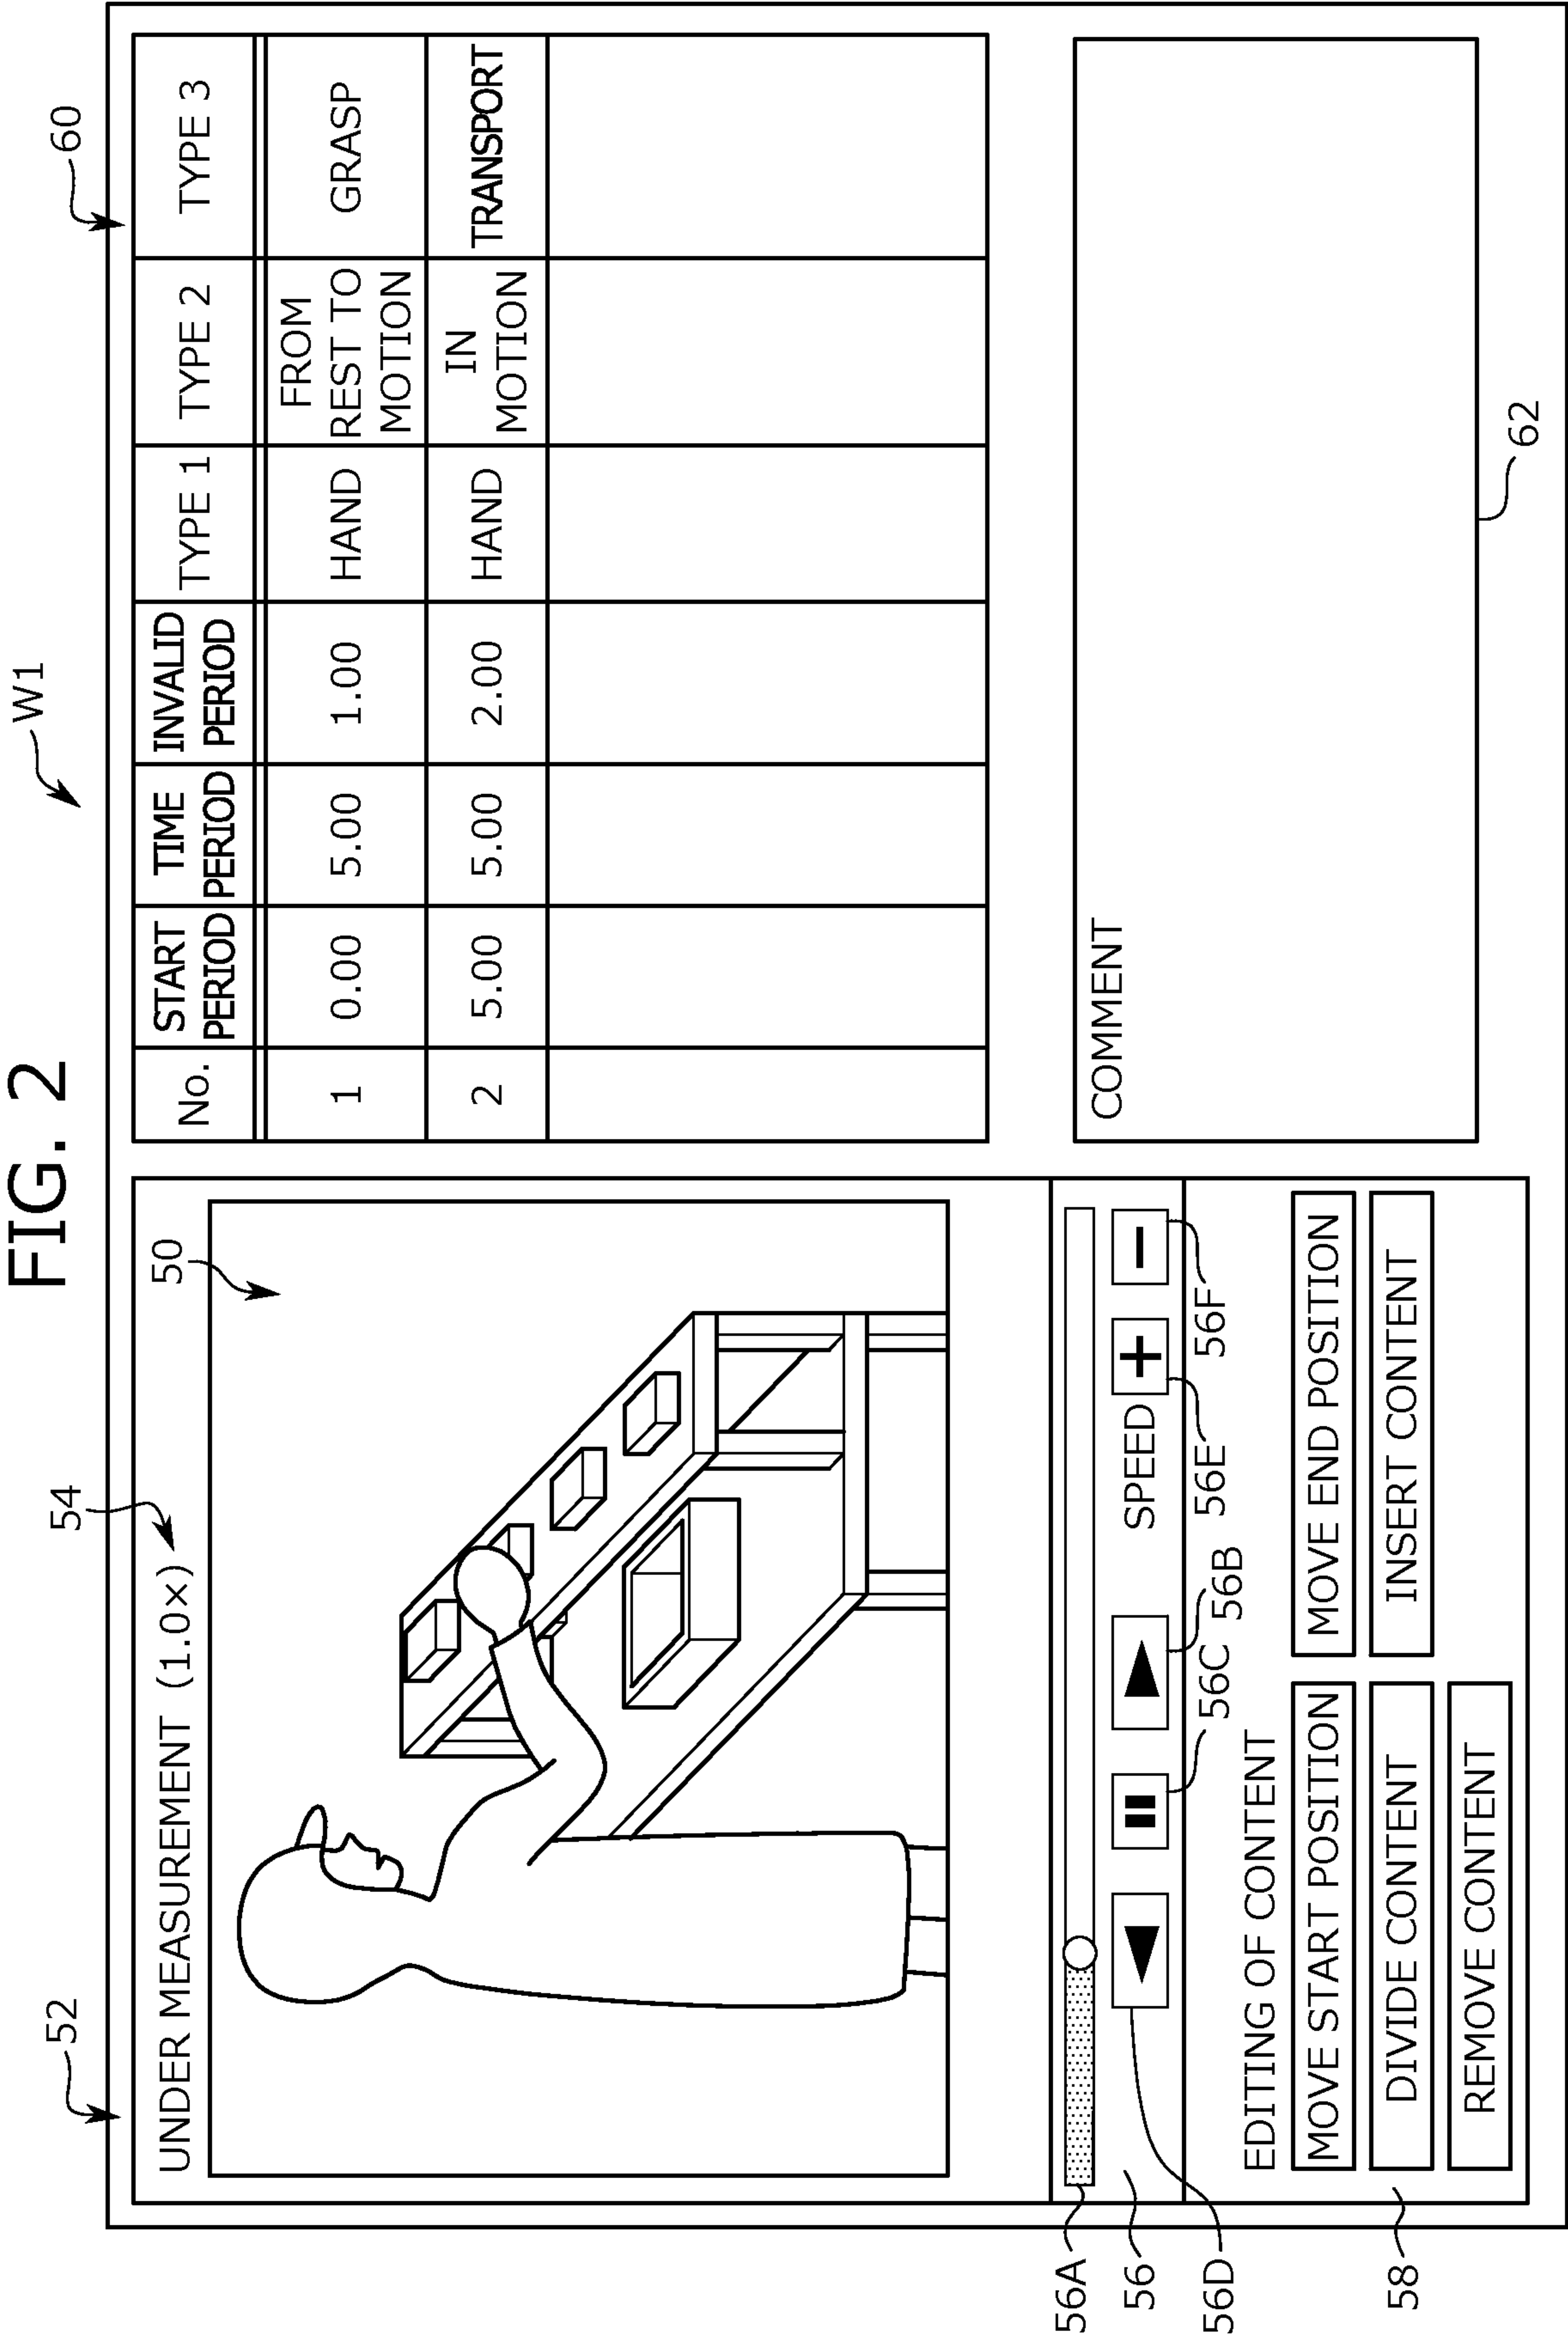 FIG. 2
W1
52
54
60
UNDER MEASUREMENT (1.0×)
50
No.
START
PERIOD
TIME
PERIOD
INVALID
PERIOD
TYPE 1
TYPE 2
TYPE 3
1
0.00
5.00
1.00
HAND
FROM
REST TO
MOTION
GRASP
2
5.00
5.00
2.00
HAND
IN
MOTION
TRANSPORT
COMMENT
62
56A
56
56D
SPEED
56C
56B
56E
56F
EDITING OF CONTENT
MOVE START POSITION
MOVE END POSITION
58
DIVIDE CONTENT
INSERT CONTENT
REMOVE CONTENT